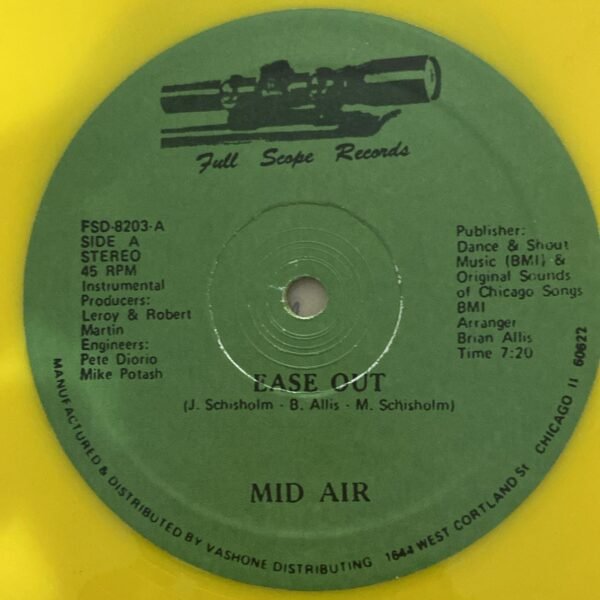 Full Scope Records
FSD-8203-A
SIDE A
STEREO
45 RPM
Instrumental
Producers:
Leroy & Robert
Martin
Engineers:
Pete Diorio
Mike Potash
Publisher:
Dance & Shout
Music (BMI) &
Original Sounds
of Chicago Songs
BMI
Arranger
Brian Allis
Time 7:20
EASE OUT
(J. Schisholm - B. Allis - M. Schisholm)
MID AIR
MANUFACTURED & DISTRIBUTED BY VASHONE DISTRIBUTING 1644 WEST CORTLAND St CHICAGO Il 60622